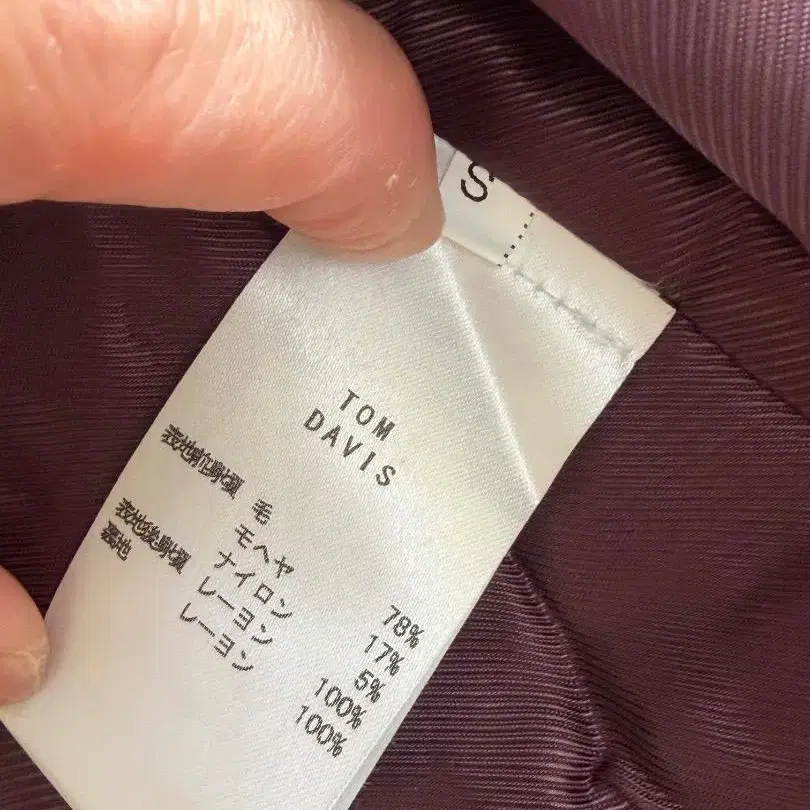 S
TOM
DAVIS
表地前身頃 毛 78%
モヘヤ 17%
ナイロン 5%
表地後身頃 レーヨン 100%
裏地 レーヨン 100%